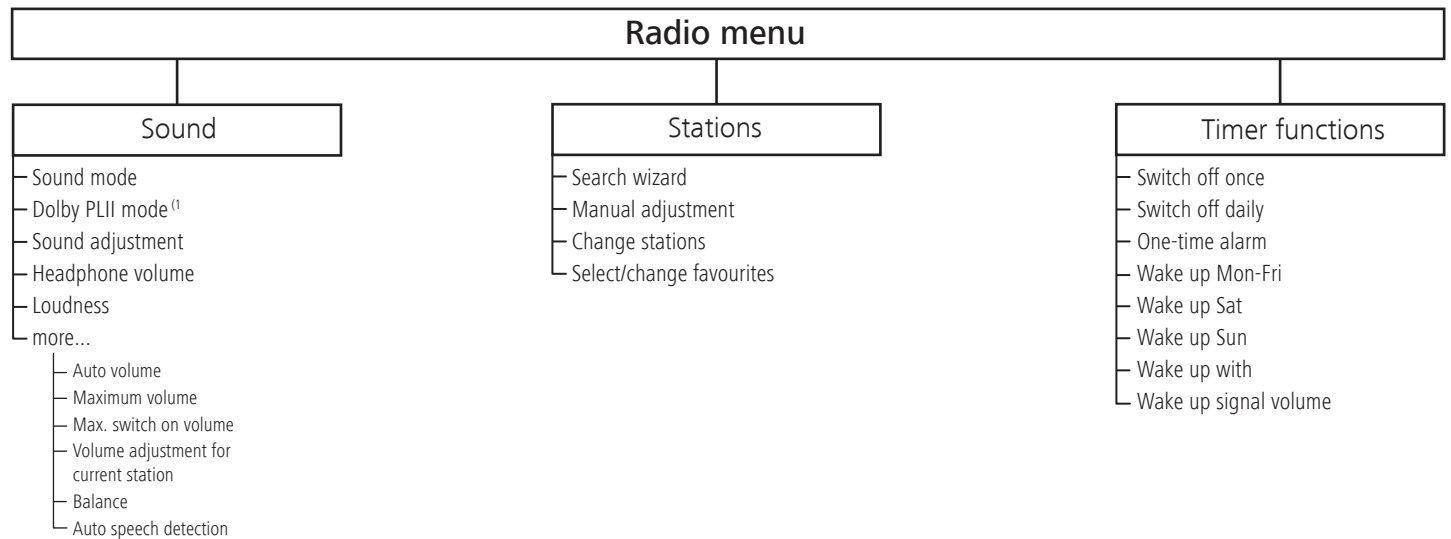 Radio menu
Sound
Sound mode
Dolby PLII mode (1
Sound adjustment
Headphone volume
Loudness
more...
Auto volume
Maximum volume
Max. switch on volume
Volume adjustment for
current station
Balance
Auto speech detection
Stations
Search wizard
Manual adjustment
Change stations
Select/change favourites
Timer functions
Switch off once
Switch off daily
One-time alarm
Wake up Mon-Fri
Wake up Sat
Wake up Sun
Wake up with
Wake up signal volume